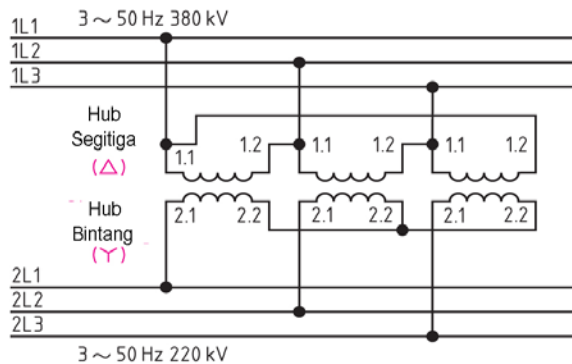 3 ~ 50 Hz 380 kV
1L1
1L2
1L3
Hub
Segitiga
(△)
1.1 1.2 1.1 1.2 1.1 1.2
Hub
Bintang
(Y)
2.1 2.2 2.1 2.2 2.1 2.2
2L1
2L2
2L3
3 ~ 50 Hz 220 kV